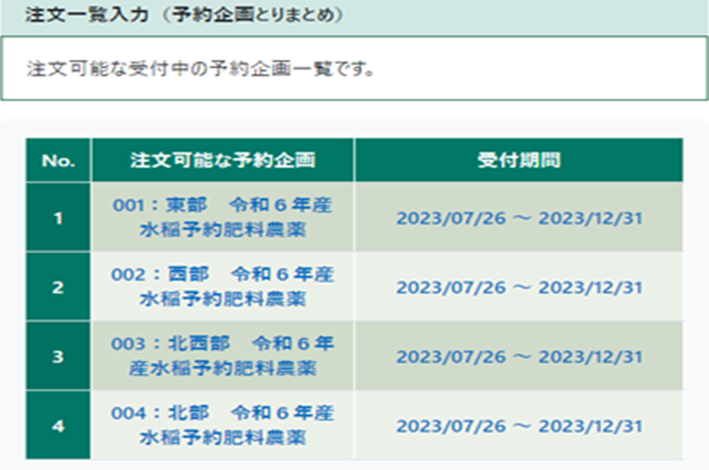 注文一覧入力（予約企画とりまとめ）
注文可能な受付中の予約企画一覧です。
No. 注文可能な予約企画 受付期間
1 001：東部　令和６年産 2023/07/26 ～ 2023/12/31
水稲予約肥料農薬
2 002：西部　令和６年産 2023/07/26 ～ 2023/12/31
水稲予約肥料農薬
3 003：北西部　令和６年 2023/07/26 ～ 2023/12/31
産水稲予約肥料農薬
4 004：北部　令和６年産 2023/07/26 ～ 2023/12/31
水稲予約肥料農薬